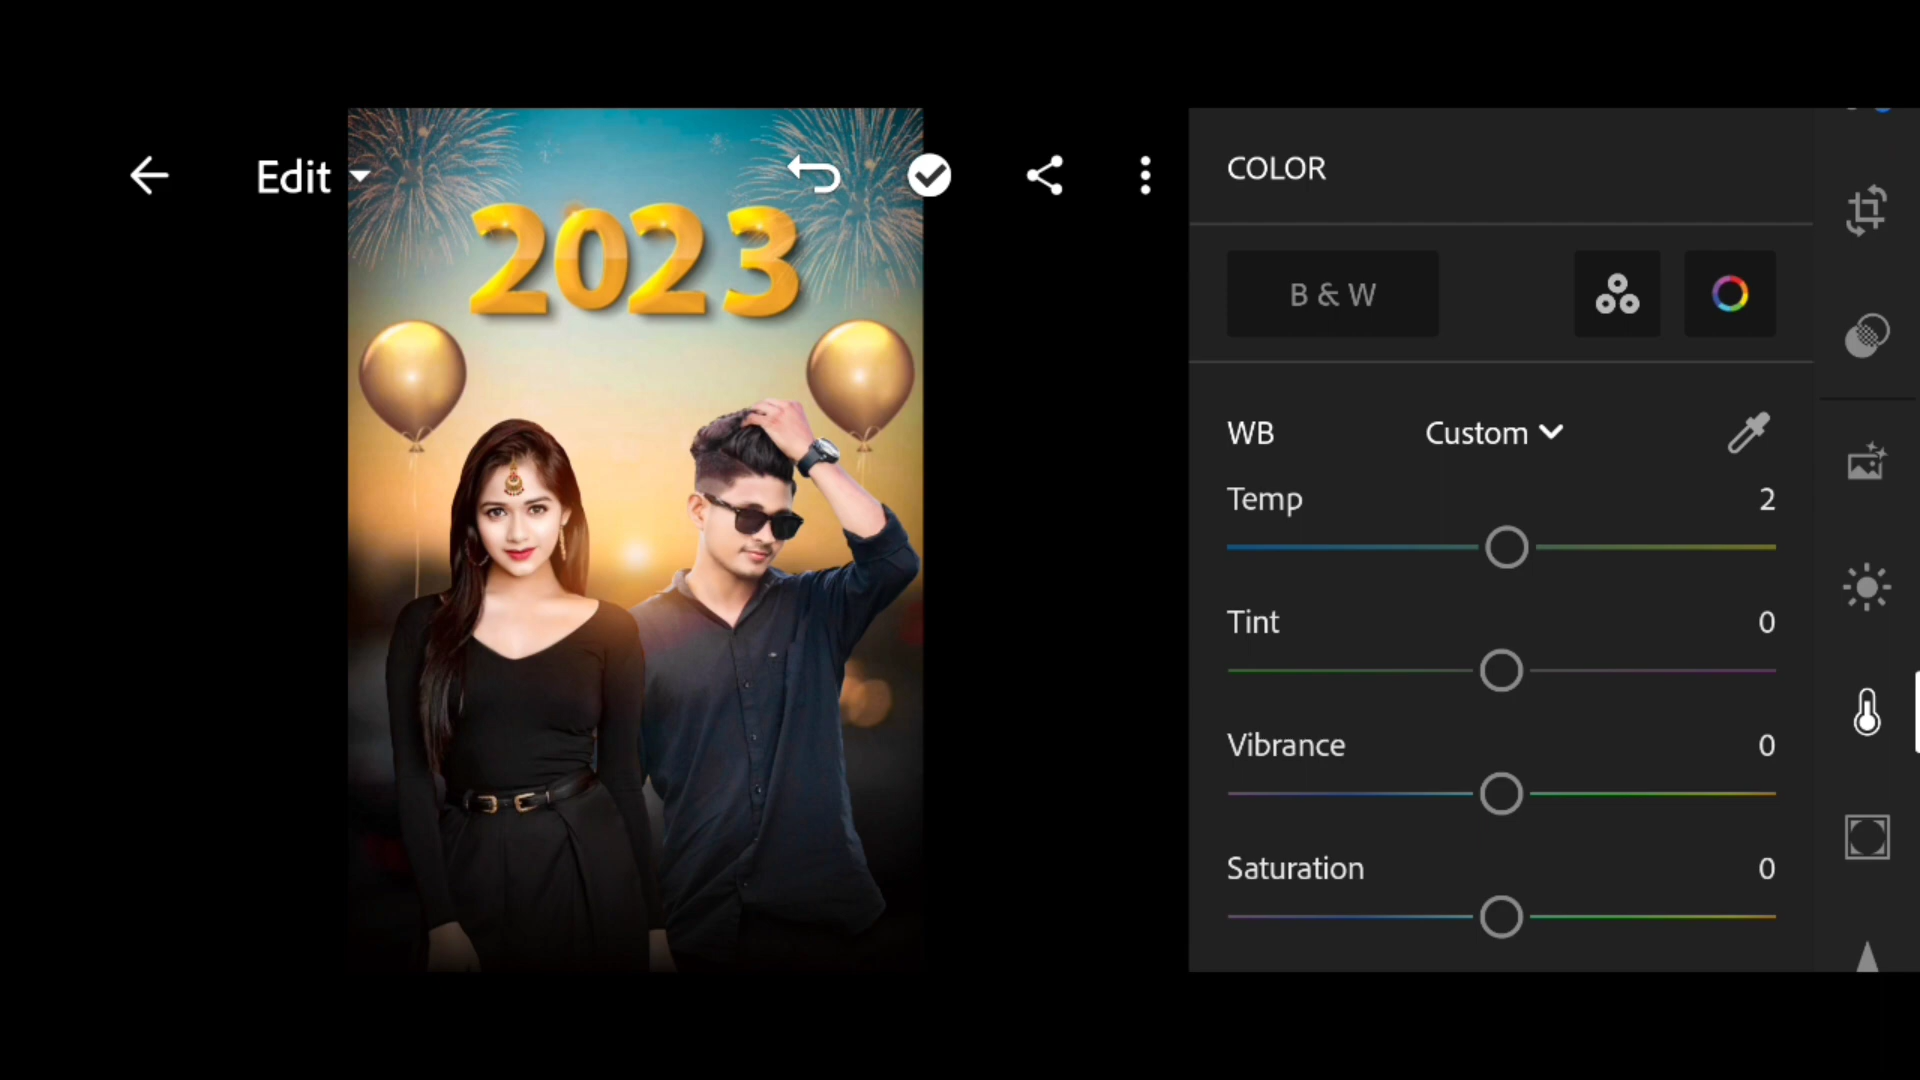 Edit
2023
COLOR
B & W
WB Custom
Temp 2
Tint 0
Vibrance 0
Saturation 0